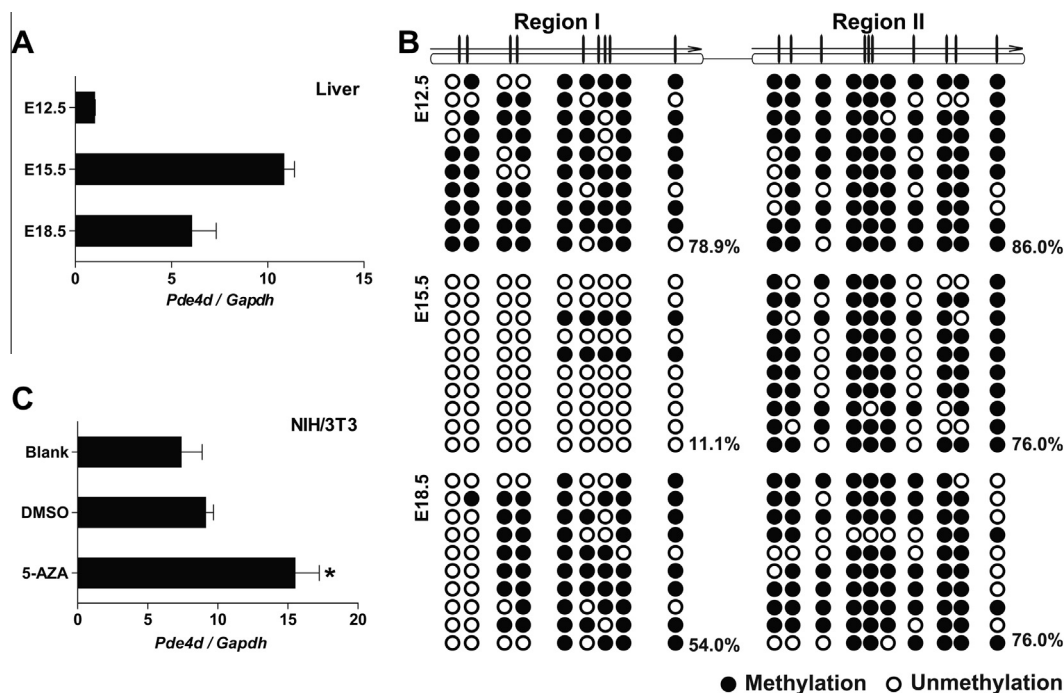 A
Liver
E12.5
E15.5
E18.5
0 5 10 15
Pde4d / Gapdh
B
Region I Region II
E12.5
78.9% 86.0%
E15.5
11.1% 76.0%
E18.5
54.0% 76.0%
Methylation Unmethylation
C
NIH/3T3
Blank
DMSO
5-AZA *
0 5 10 15 20
Pde4d / Gapdh